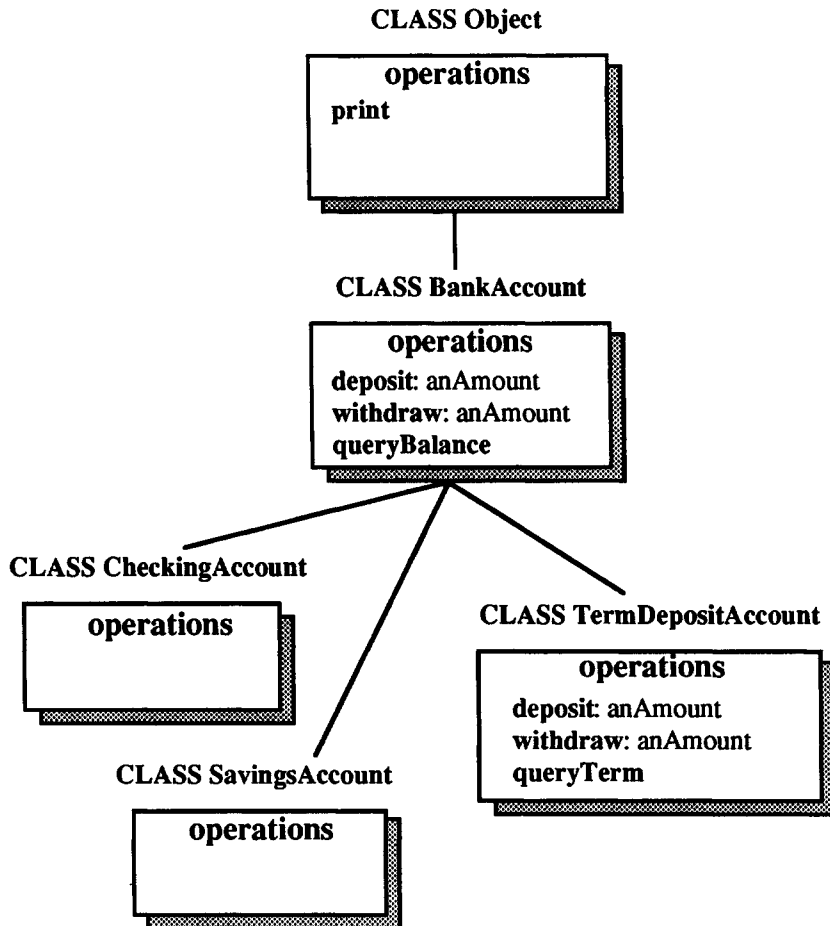 CLASS Object
operations
print
CLASS BankAccount
operations
deposit: anAmount
withdraw: anAmount
queryBalance
CLASS CheckingAccount
operations
CLASS SavingsAccount
operations
CLASS TermDepositAccount
operations
deposit: anAmount
withdraw: anAmount
queryTerm